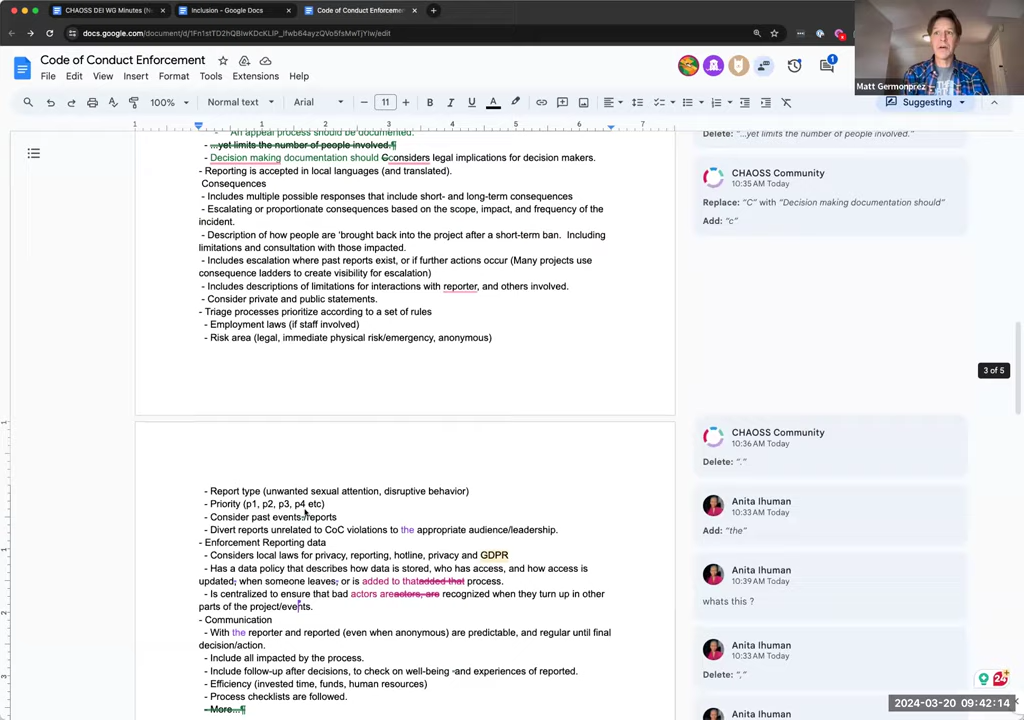 CHAOSS DEI WG Minutes (N
Inclusion - Google Docs
Code of Conduct Enforcemen
docs.google.com/document/d/1Fn1stTD2hQBIwKDcKLlP_lfwb64ayzQVo5fsMwTjYlw/edit
Matt Germonprez
Code of Conduct Enforcement
File Edit View Insert Format Tools Extensions Help
1
100% Normal text Arial 11 B I U A Suggesting
1 1 2 3 4 5 6 7
An appeal process should be documented.
- ...yet limits the number of people involved.¶
- Decision making documentation should Cconsiders legal implications for decision makers.
- Reporting is accepted in local languages (and translated).
Consequences
- Includes multiple possible responses that include short- and long-term consequences
- Escalating or proportionate consequences based on the scope, impact, and frequency of the
incident.
- Description of how people are 'brought back into the project after a short-term ban. Including
limitations and consultation with those impacted.
- Includes escalation where past reports exist, or if further actions occur (Many projects use
consequence ladders to create visibility for escalation)
- Includes descriptions of limitations for interactions with reporter, and others involved.
- Consider private and public statements.
- Triage processes prioritize according to a set of rules
- Employment laws (if staff involved)
- Risk area (legal, immediate physical risk/emergency, anonymous)
- Report type (unwanted sexual attention, disruptive behavior)
- Priority (p1, p2, p3, p4 etc)
- Consider past events/reports
- Divert reports unrelated to CoC violations to the appropriate audience/leadership.
- Enforcement Reporting data
- Considers local laws for privacy, reporting, hotline, privacy and GDPR
- Has a data policy that describes how data is stored, who has access, and how access is
updated, when someone leaves, or is added to thatadded that process.
- Is centralized to ensure that bad actors areactors, are recognized when they turn up in other
parts of the project/events.
- Communication
- With the reporter and reported (even when anonymous) are predictable, and regular until final
decision/action.
- Include all impacted by the process.
- Include follow-up after decisions, to check on well-being -and experiences of reported.
- Efficiency (invested time, funds, human resources)
- Process checklists are followed.
- More...¶
Delete: "...yet limits the number of people involved."
CHAOSS Community
10:35 AM Today
Replace: "C" with "Decision making documentation should"
Add: "c"
3 of 5
CHAOSS Community
10:36 AM Today
Delete: "."
Anita Ihuman
10:33 AM Today
Add: "the"
Anita Ihuman
10:39 AM Today
whats this ?
Anita Ihuman
10:33 AM Today
Delete: ","
Anita Ihuman
24
2024-03-20 09:42:14